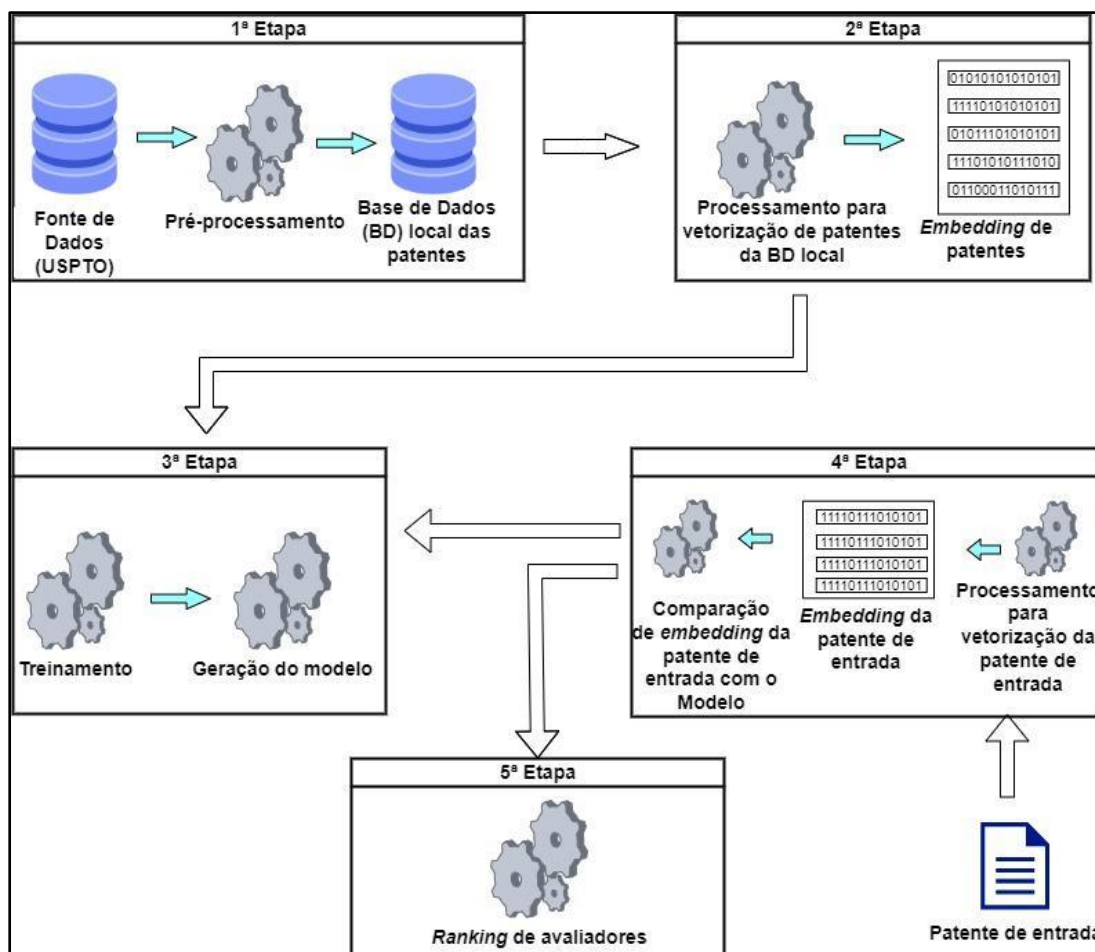 1ª Etapa
Fonte de
Dados
(USPTO)
Pré-processamento
Base de Dados
(BD) local das
patentes
2ª Etapa
Processamento para
vetorização de patentes
da BD local
01010101010101
11110101010101
01011101010101
11101010111010
01100011010111
Embedding de
patentes
3ª Etapa
Treinamento
Geração do modelo
4ª Etapa
Comparação
de embedding da
patente de
entrada com o
Modelo
11110111010101
11110111010101
11110111010101
11110111010101
Embedding da
patente de
entrada
Processamento
para
vetorização da
patente de
entrada
5ª Etapa
Ranking de avaliadores
Patente de entrada